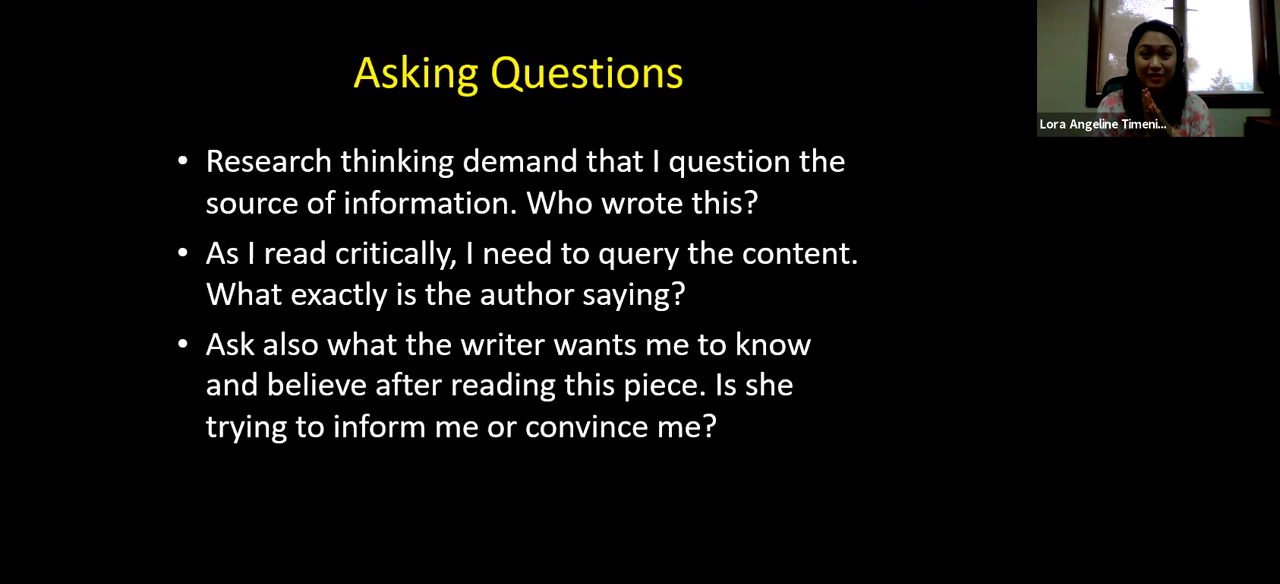 Asking Questions
Lora Angeline Timeni...
• Research thinking demand that I question the
source of information. Who wrote this?
• As I read critically, I need to query the content.
What exactly is the author saying?
• Ask also what the writer wants me to know
and believe after reading this piece. Is she
trying to inform me or convince me?